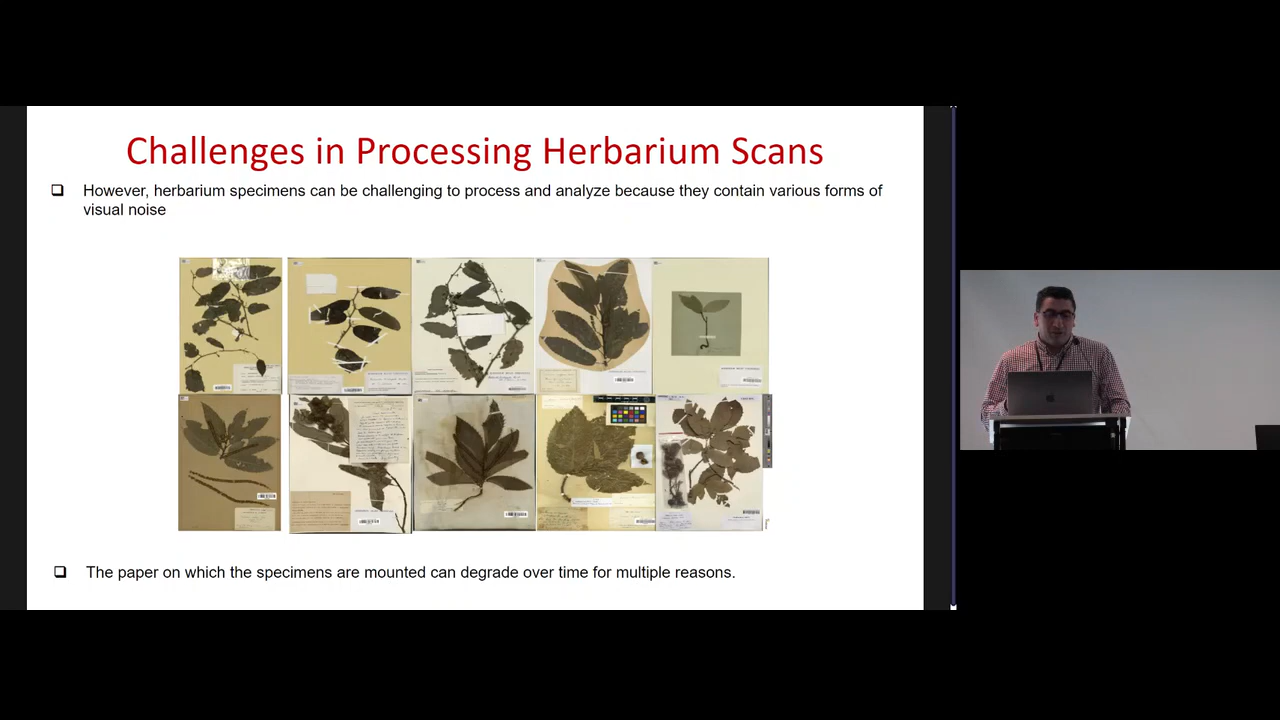 Challenges in Processing Herbarium Scans
However, herbarium specimens can be challenging to process and analyze because they contain various forms of
visual noise
The paper on which the specimens are mounted can degrade over time for multiple reasons.